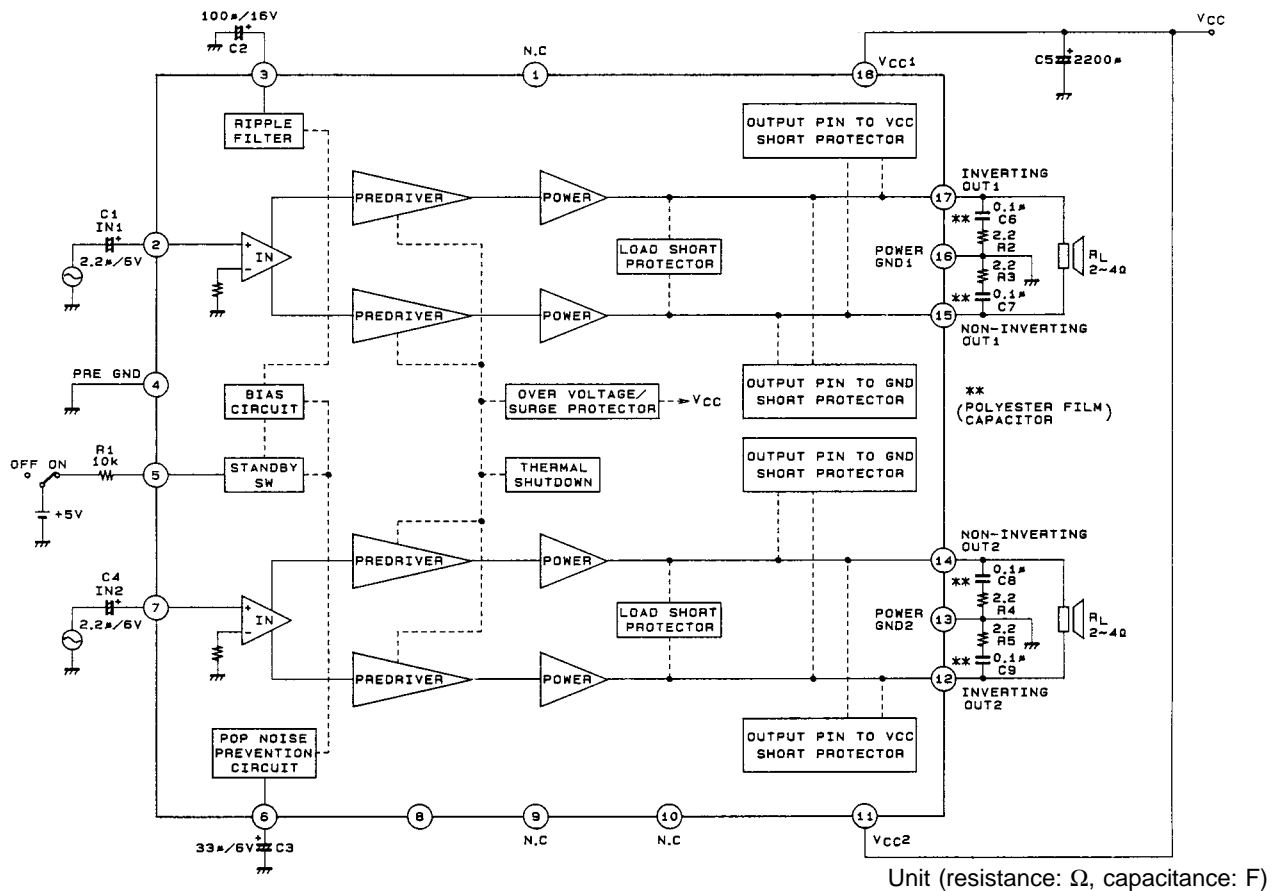 100μ/16V
C2
N.C
VCC
C5
2200μ
3
1
18
VCC1
RIPPLE
FILTER
OUTPUT PIN TO VCC
SHORT PROTECTOR
PREDRIVER
POWER
17
INVERTING
OUT1
C1
IN1
2.2μ/6V
2
+
−
IN
LOAD SHORT
PROTECTOR
POWER
GND1
16
**
0.1μ
C6
2.2
R2
2.2
R3
**
0.1μ
C7
RL
2~4Ω
PREDRIVER
POWER
15
NON-INVERTING
OUT1
PRE GND
4
BIAS
CIRCUIT
OVER VOLTAGE/
SURGE PROTECTOR
VCC
OUTPUT PIN TO GND
SHORT PROTECTOR
**
(POLYESTER FILM)
CAPACITOR
OFF ON
R1
10k
5
+5V
STANDBY
SW
THERMAL
SHUTDOWN
OUTPUT PIN TO GND
SHORT PROTECTOR
PREDRIVER
POWER
14
NON-INVERTING
OUT2
C4
IN2
2.2μ/6V
7
+
−
IN
LOAD SHORT
PROTECTOR
POWER
GND2
13
**
0.1μ
C8
2.2
R4
2.2
R5
**
0.1μ
C9
RL
2~4Ω
PREDRIVER
POWER
12
INVERTING
OUT2
POP NOISE
PREVENTION
CIRCUIT
OUTPUT PIN TO VCC
SHORT PROTECTOR
6
8
9
10
11
33μ/6V
C3
N.C
N.C
VCC2
Unit (resistance: Ω, capacitance: F)